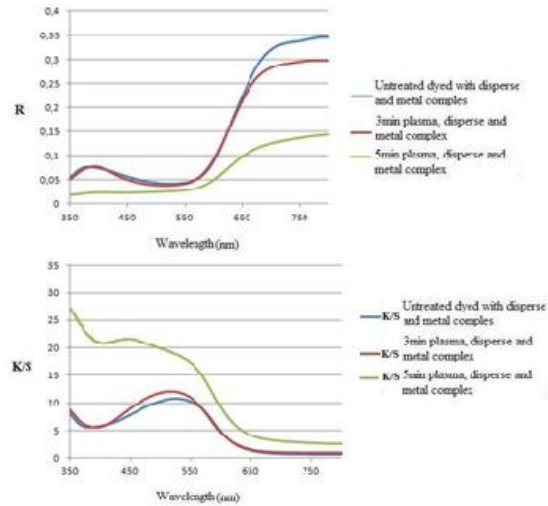 0,4
0,35
0,3
0,25
0,2
0,15
0,1
0,05
0
R
350 450 550 650 750
Wavelength(nm)
Untreated dyed with disperse
and metal comples
3min plasma, disperse and
metal complex
5min plasma, disperse and
metal complex
35
30
25
20
15
10
5
0
K/S
350 450 550 650 750
Wavelength(nm)
K/S Untreated dyed with disperse
and metal complex
K/S 3min plasma, disperse and
metal complex
K/S 5min plasma, disperse and
metal complex